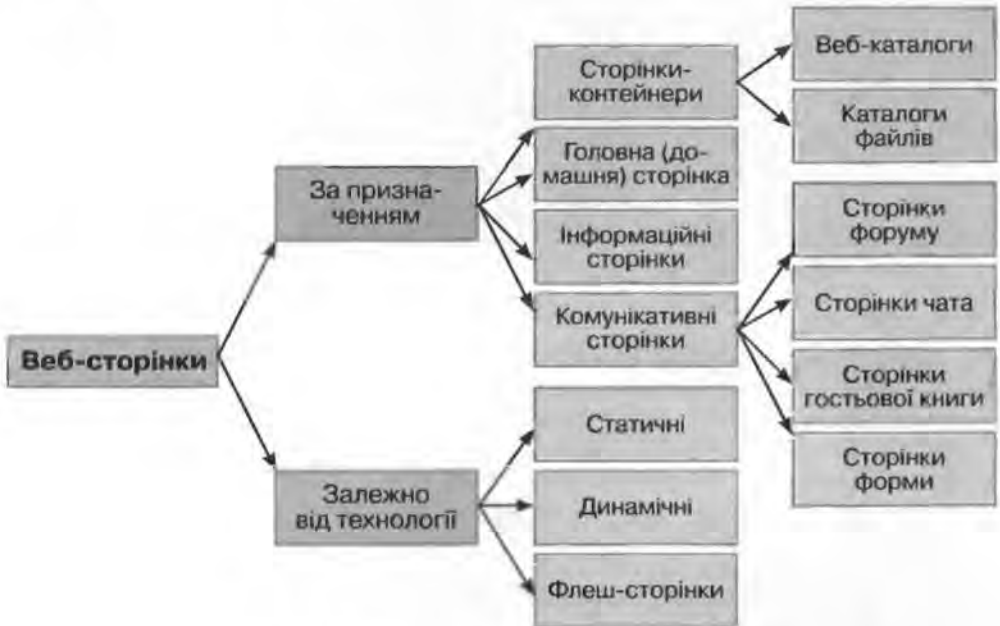 Веб-сторінки
За призна-
ченням
Сторінки-
контейнери
Веб-каталоги
Каталоги
файлів
Головна (до-
машня) сторінка
Інформаційні
сторінки
Комунікативні
сторінки
Сторінки
форуму
Сторінки чата
Сторінки
гостьової книги
Сторінки
форми
Залежно
від технології
Статичні
Динамічні
Флеш-сторінки